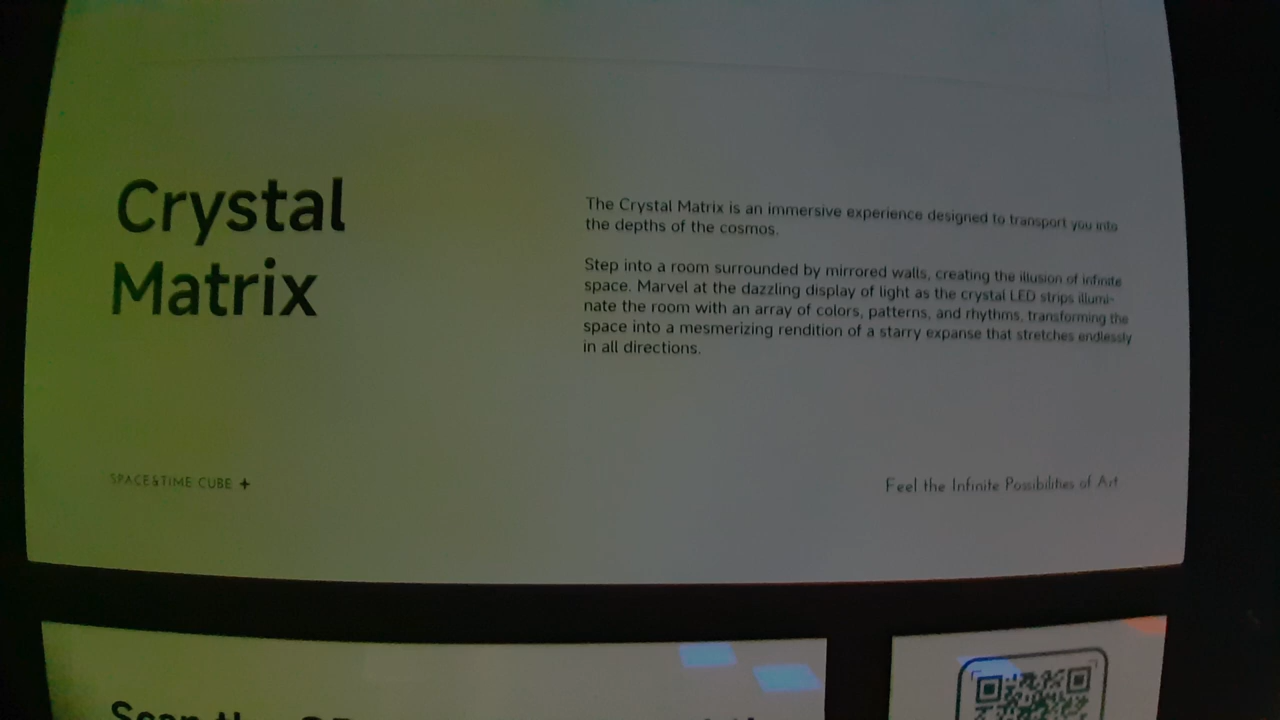 Crystal
Matrix
The Crystal Matrix is an immersive experience designed to transport you into
the depths of the cosmos.
Step into a room surrounded by mirrored walls, creating the illusion of infinite
space. Marvel at the dazzling display of light as the crystal LED strips illumi-
nate the room with an array of colors, patterns, and rhythms, transforming the
space into a mesmerizing rendition of a starry expanse that stretches endlessly
in all directions.
SPACE&TIME CUBE +
Feel the Infinite Possibilities of Art
Scan the